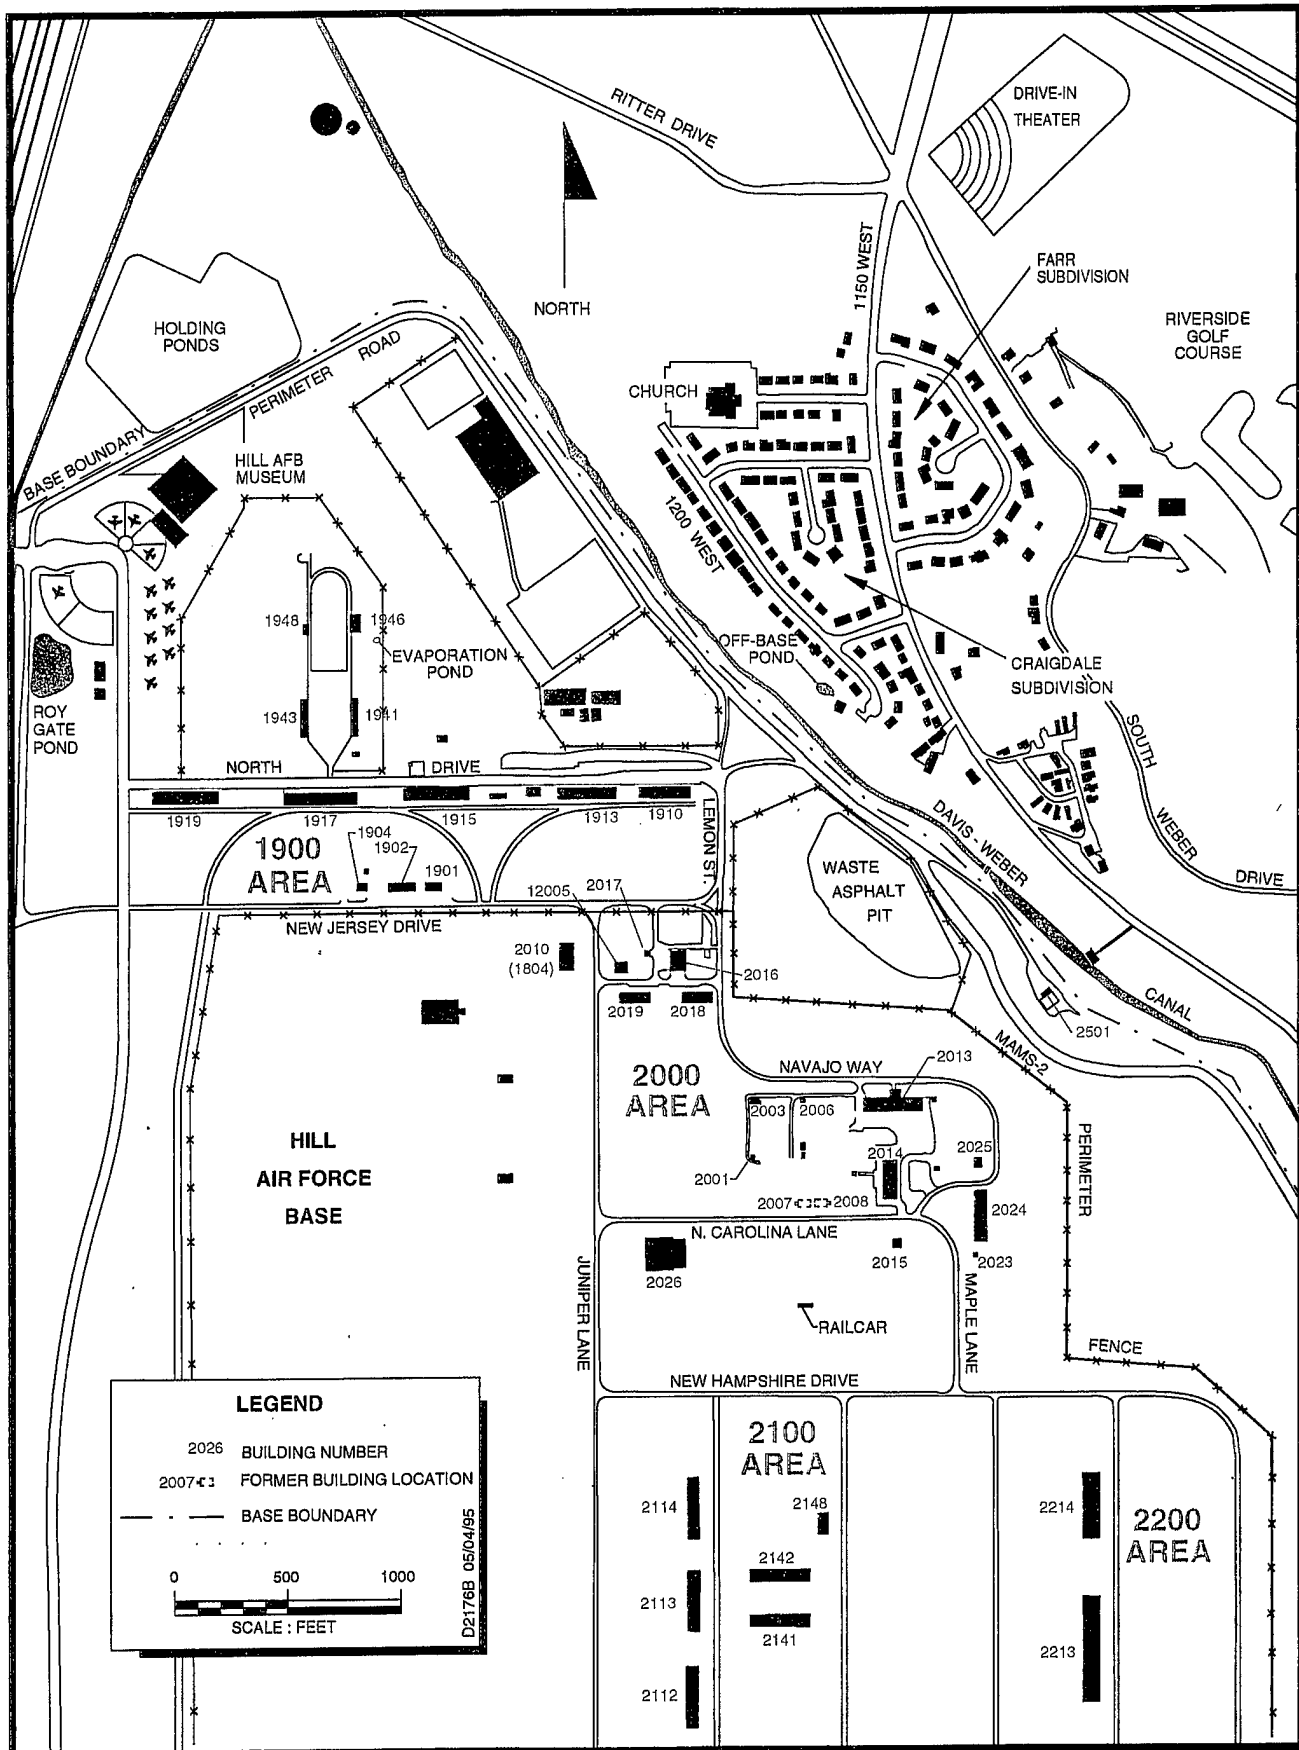 RITTER DRIVE
DRIVE-IN
THEATER
1150 WEST
FARR
SUBDIVISION
NORTH
RIVERSIDE
GOLF
COURSE
HOLDING
PONDS
PERIMETER ROAD
CHURCH
BASE BOUNDARY
HILL AFB
MUSEUM
1200 WEST
1948
1946
EVAPORATION
POND
OFF-BASE
POND
CRAIGDALE
SUBDIVISION
ROY
GATE
POND
1943
1941
SOUTH WEBER DRIVE
NORTH DRIVE
1919
1917
1915
1913
1910
LEMON ST.
DAVIS - WEBER CANAL
1900
AREA
1904
1902
1901
WASTE
ASPHALT
PIT
12005
2017
NEW JERSEY DRIVE
2010
(1804)
2016
2019
2018
2501
MAMS-2 PERIMETER FENCE
NAVAJO WAY
2013
2000
AREA
2003
2006
HILL
AIR FORCE
BASE
2014
2025
2001
2007
2008
2024
N. CAROLINA LANE
2026
2015
2023
JUNIPER LANE
MAPLE LANE
RAILCAR
NEW HAMPSHIRE DRIVE
LEGEND
2026 BUILDING NUMBER
2007 FORMER BUILDING LOCATION
BASE BOUNDARY
0 500 1000
SCALE : FEET
D2176B 05/04/95
2100
AREA
2114
2148
2214
2200
AREA
2142
2113
2141
2213
2112